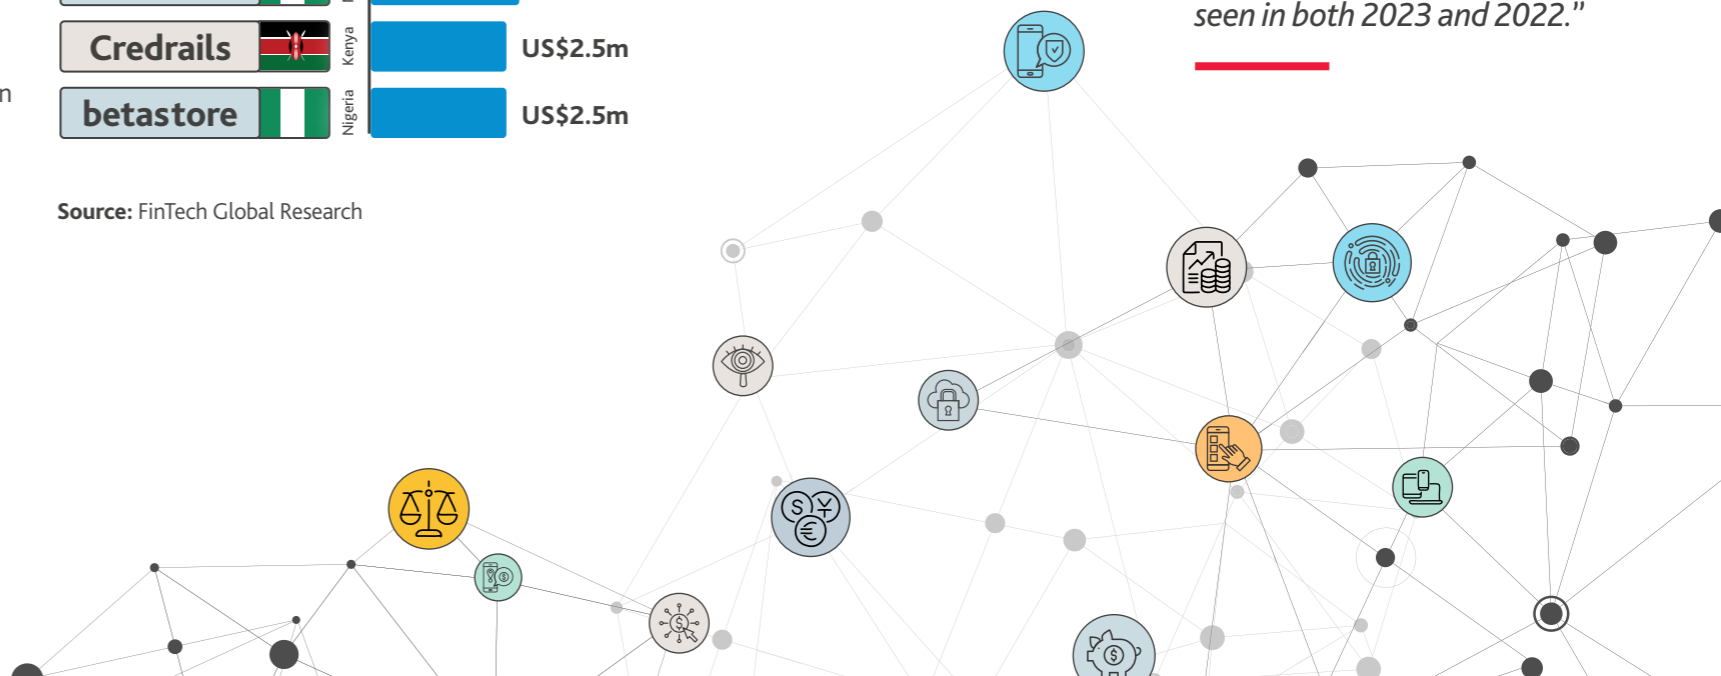 seen in both 2023 and 2022.”
Credrails
Kenya
US$2.5m
n
betastore
Nigeria
US$2.5m
Source: FinTech Global Research